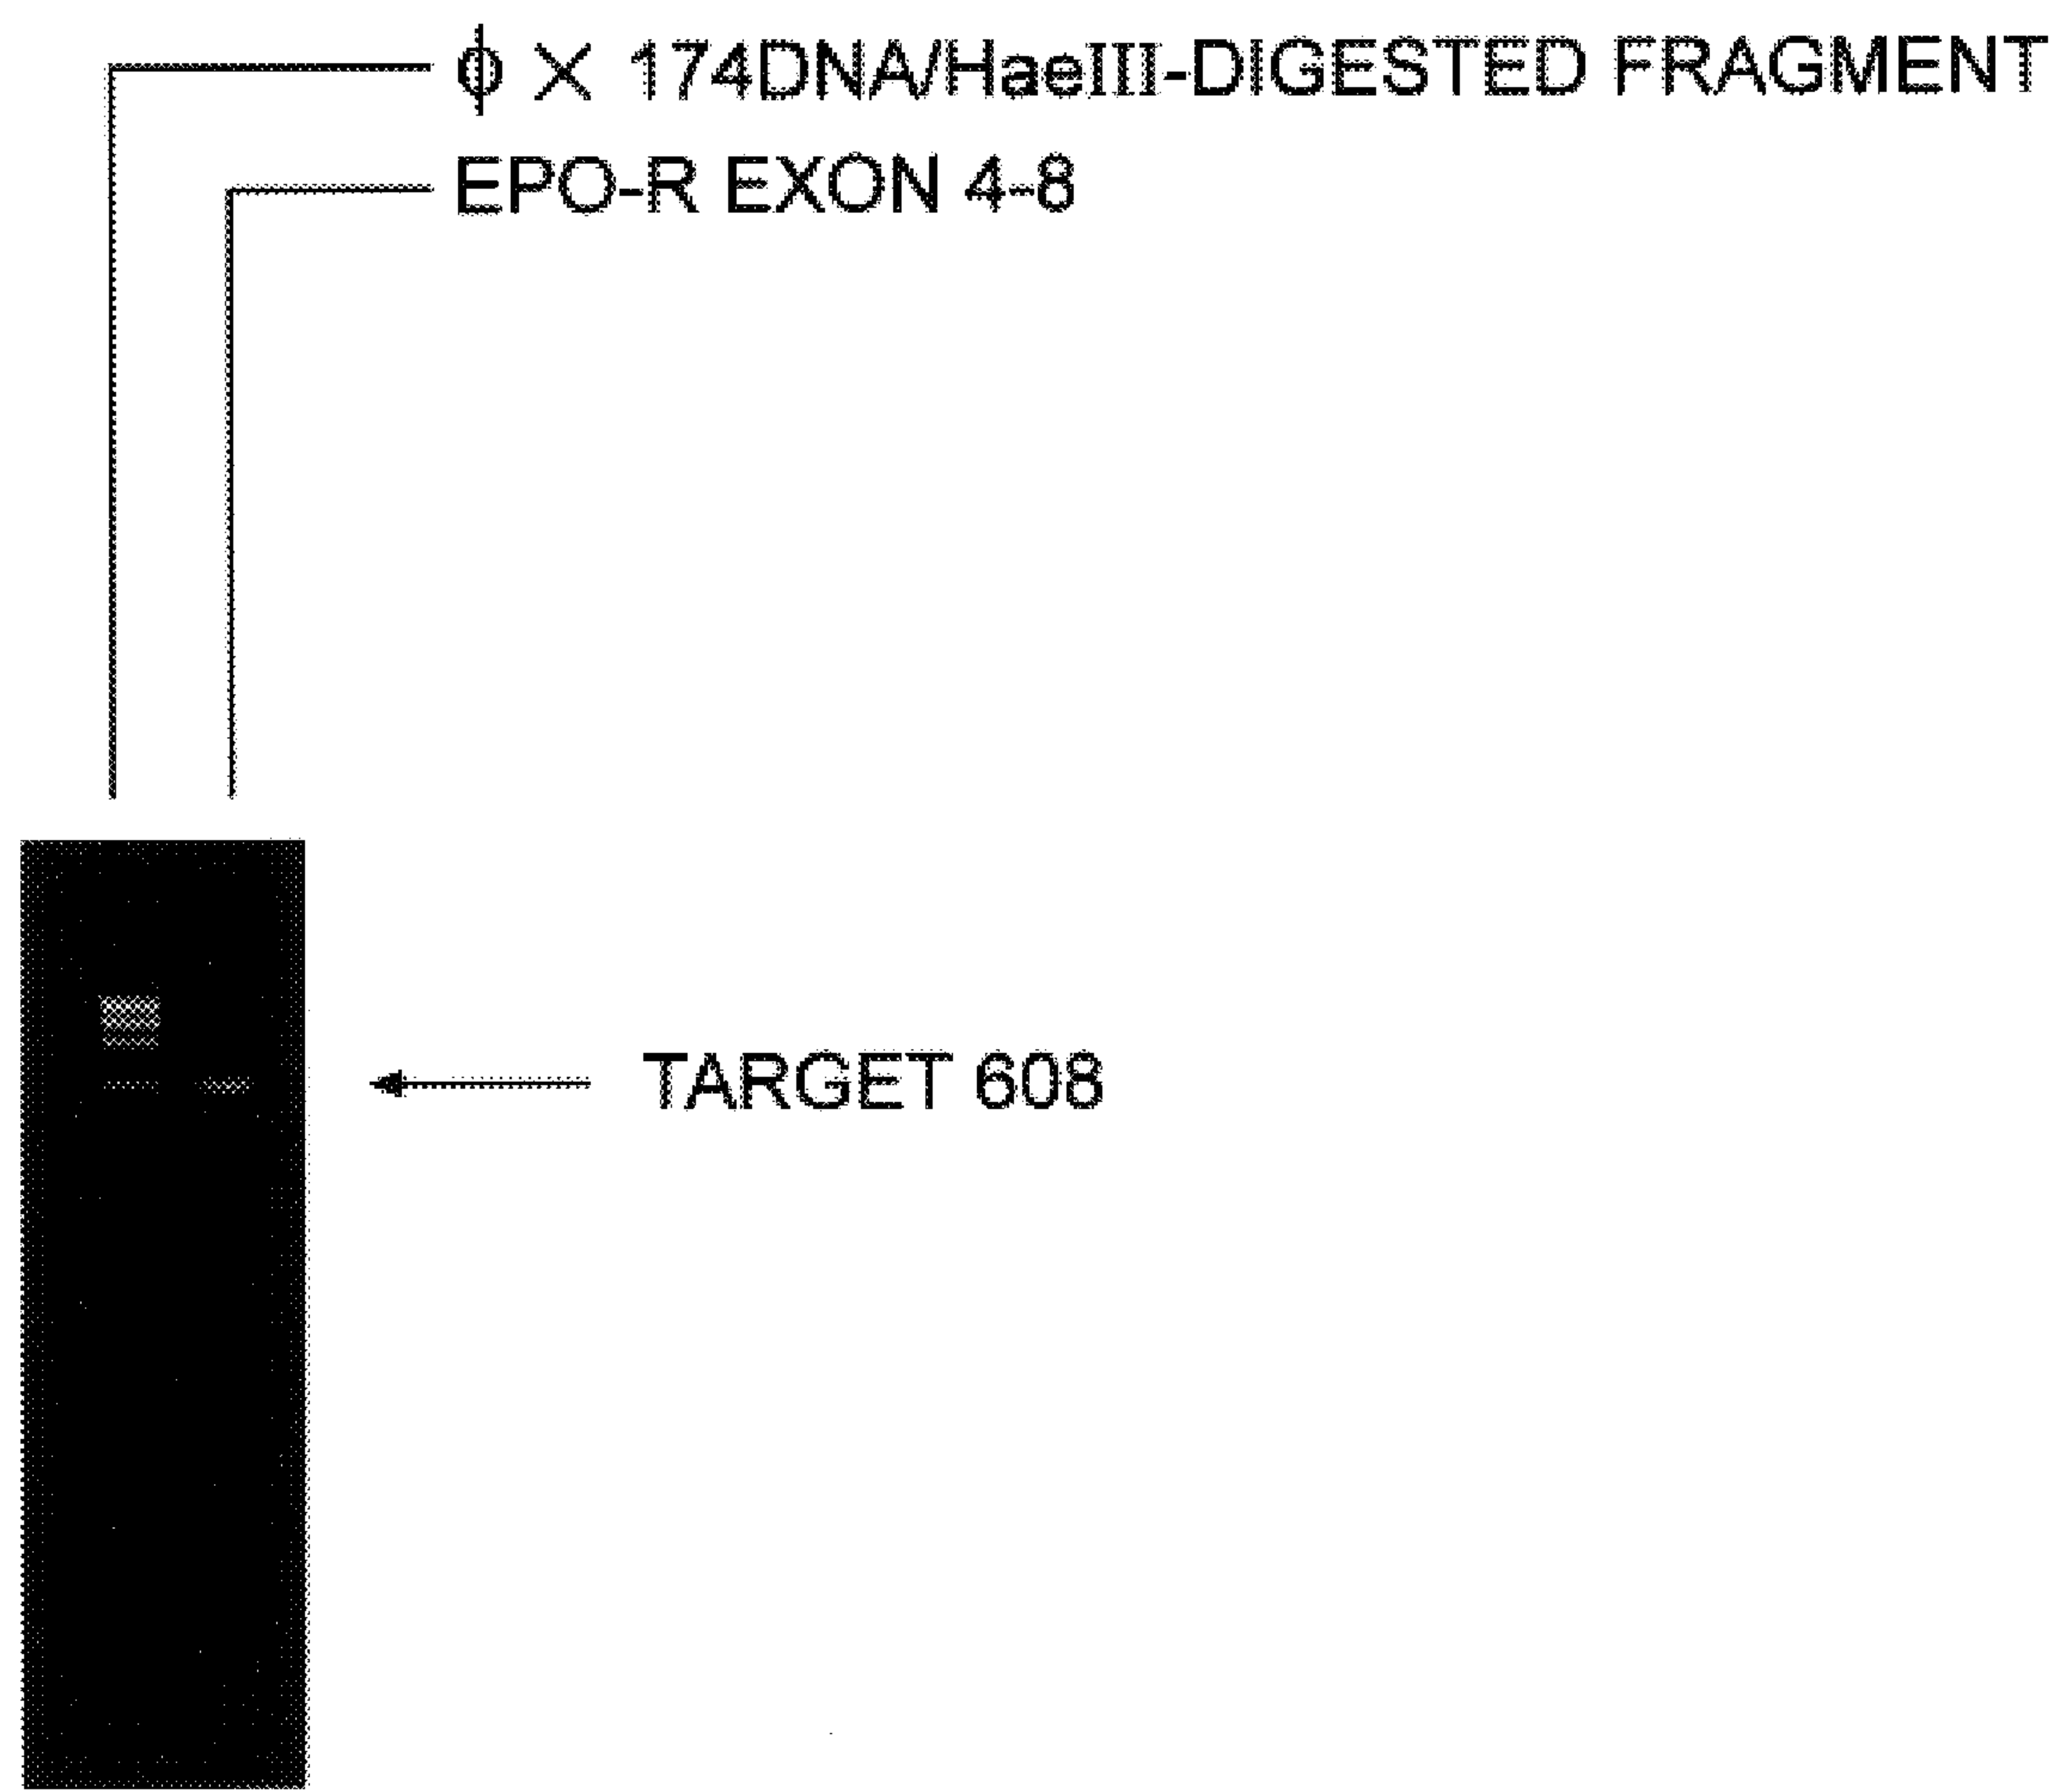 ϕ X 174DNA/HaeIII-DIGESTED FRAGMENT
EPO-R EXON 4-8
TARGET 608